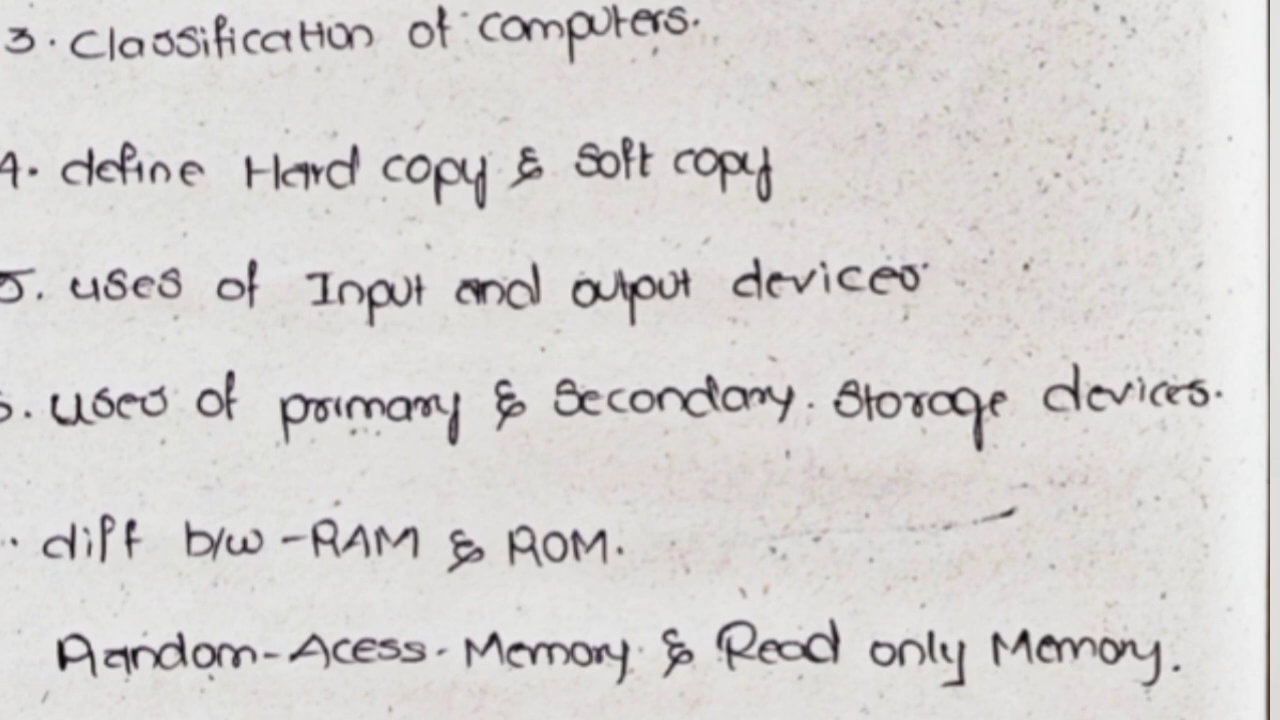 3. Classification of computers.
4. define Hard copy & Soft copy
5. uses of Input and output devices
6. uses of primary & Secondary. Storage devices.
. diff b/w - RAM & ROM.
Random-Acess-Memory & Read only Memory.